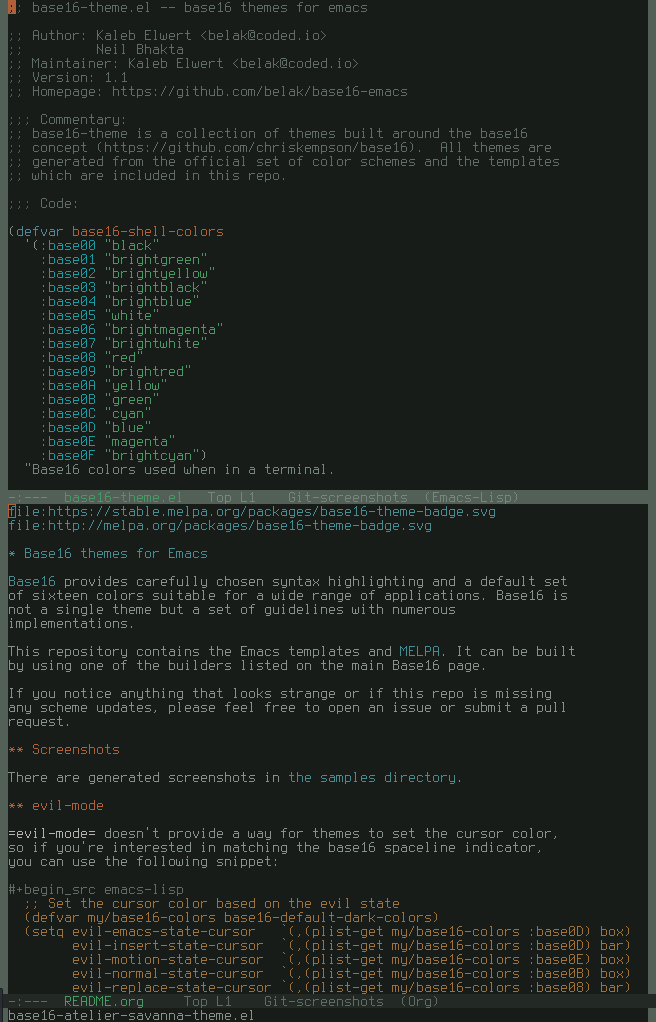 ;; base16-theme.el -- base16 themes for emacs
;; Author: Kaleb Elwert <belak@coded.io>
;;         Neil Bhakta
;; Maintainer: Kaleb Elwert <belak@coded.io>
;; Version: 1.1
;; Homepage: https://github.com/belak/base16-emacs
;;; Commentary:
;; base16-theme is a collection of themes built around the base16
;; concept (https://github.com/chriskempson/base16).  All themes are
;; generated from the official set of color schemes and the templates
;; which are included in this repo.
;;; Code:
(defvar base16-shell-colors
  '(:base00 "black"
    :base01 "brightgreen"
    :base02 "brightyellow"
    :base03 "brightblack"
    :base04 "brightblue"
    :base05 "white"
    :base06 "brightmagenta"
    :base07 "brightwhite"
    :base08 "red"
    :base09 "brightred"
    :base0A "yellow"
    :base0B "green"
    :base0C "cyan"
    :base0D "blue"
    :base0E "magenta"
    :base0F "brightcyan")
  "Base16 colors used when in a terminal.
-:---  base16-theme.el   Top L1    Git-screenshots  (Emacs-Lisp)
file:https://stable.melpa.org/packages/base16-theme-badge.svg
file:http://melpa.org/packages/base16-theme-badge.svg
* Base16 themes for Emacs
Base16 provides carefully chosen syntax highlighting and a default set
of sixteen colors suitable for a wide range of applications. Base16 is
not a single theme but a set of guidelines with numerous
implementations.
This repository contains the Emacs templates and MELPA. It can be built
by using one of the builders listed on the main Base16 page.
If you notice anything that looks strange or if this repo is missing
any scheme updates, please feel free to open an issue or submit a pull
request.
** Screenshots
There are generated screenshots in the samples directory.
** evil-mode
=evil-mode= doesn't provide a way for themes to set the cursor color,
so if you're interested in matching the base16 spaceline indicator,
you can use the following snippet:
#+begin_src emacs-lisp
  ;; Set the cursor color based on the evil state
  (defvar my/base16-colors base16-default-dark-colors)
  (setq evil-emacs-state-cursor   `(,(plist-get my/base16-colors :base0D) box)
        evil-insert-state-cursor  `(,(plist-get my/base16-colors :base0D) bar)
        evil-motion-state-cursor  `(,(plist-get my/base16-colors :base0E) box)
        evil-normal-state-cursor  `(,(plist-get my/base16-colors :base0B) box)
        evil-replace-state-cursor `(,(plist-get my/base16-colors :base08) bar)
-:---  README.org     Top L1    Git-screenshots  (Org)
base16-atelier-savanna-theme.el